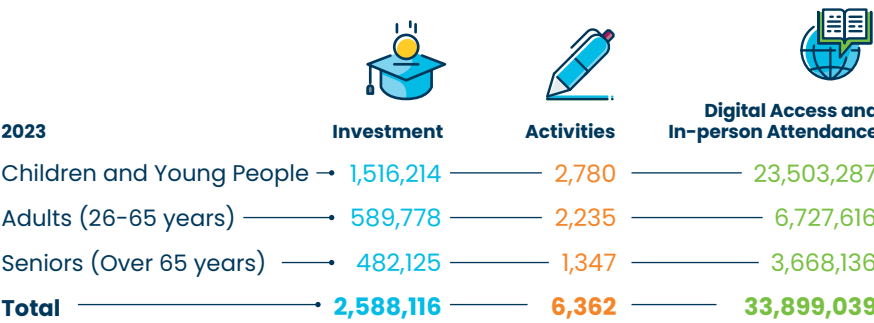 Digital Access and
2023 Investment Activities In-person Attendance
Children and Young People 1,516,214 2,780 23,503,287
Adults (26-65 years) 589,778 2,235 6,727,616
Seniors (Over 65 years) 482,125 1,347 3,668,136
Total 2,588,116 6,362 33,899,039